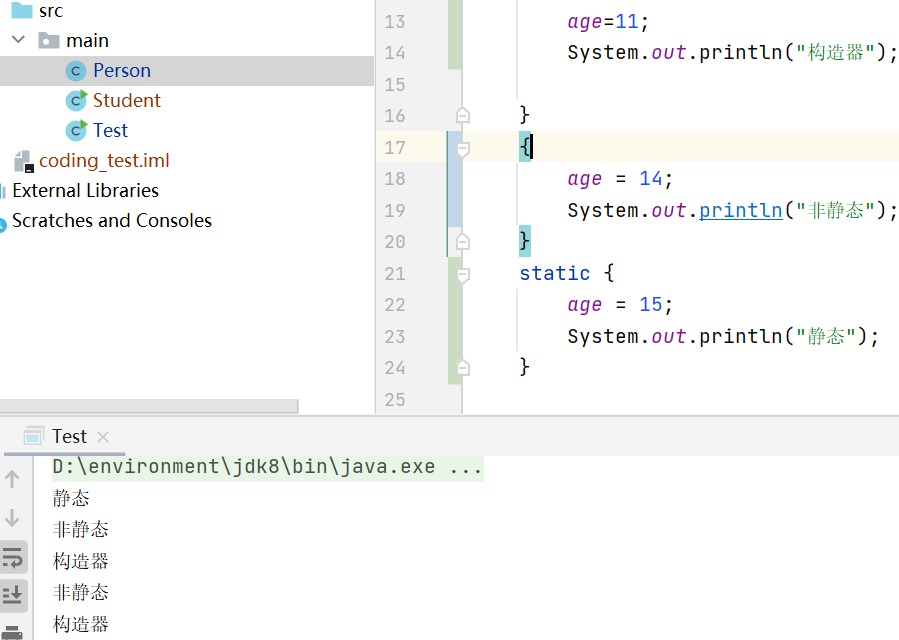 src
main
Person
Student
Test
coding_test.iml
External Libraries
Scratches and Consoles
13 age=11;
14 System.out.println("构造器");
15
16 }
17 {
18 age = 14;
19 System.out.println("非静态");
20 }
21 static {
22 age = 15;
23 System.out.println("静态");
24 }
25
Test
D:\environment\jdk8\bin\java.exe ...
静态
非静态
构造器
非静态
构造器